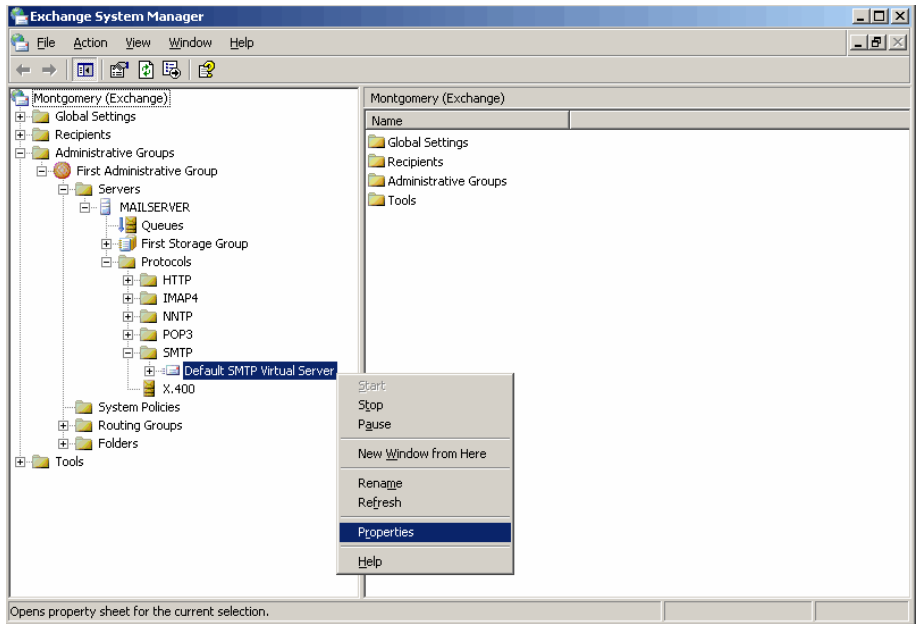 Exchange System Manager
File Action View Window Help
Montgomery (Exchange)
Global Settings
Recipients
Administrative Groups
First Administrative Group
Servers
MAILSERVER
Queues
First Storage Group
Protocols
HTTP
IMAP4
NNTP
POP3
SMTP
Default SMTP Virtual Server
X.400
System Policies
Routing Groups
Folders
Tools
Montgomery (Exchange)
Name
Global Settings
Recipients
Administrative Groups
Tools
Start
Stop
Pause
New Window from Here
Rename
Refresh
Properties
Help
Opens property sheet for the current selection.